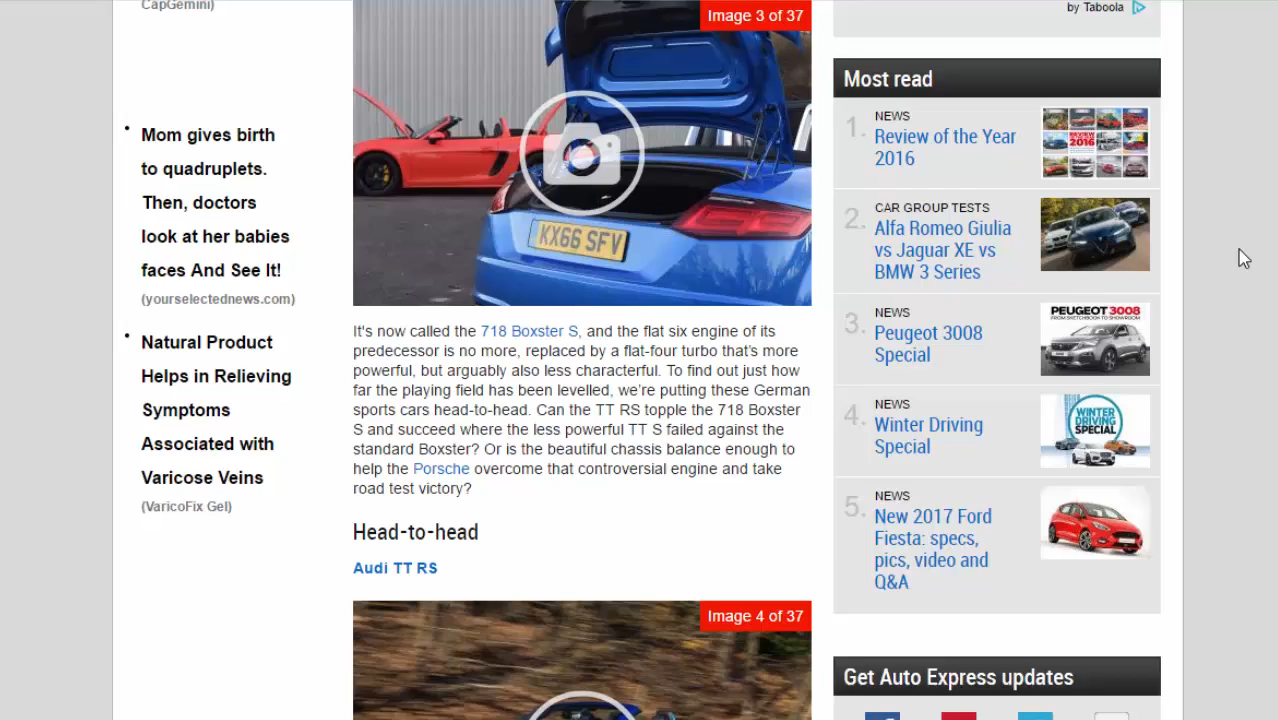 CapGemini)
Mom gives birth
to quadruplets.
Then, doctors
look at her babies
faces And See It!
(yourselectednews.com)
Natural Product
Helps in Relieving
Symptoms
Associated with
Varicose Veins
(VaricoFix Gel)
Image 3 of 37
KX66 SFV
It's now called the 718 Boxster S, and the flat six engine of its
predecessor is no more, replaced by a flat-four turbo that's more
powerful, but arguably also less characterful. To find out just how
far the playing field has been levelled, we're putting these German
sports cars head-to-head. Can the TT RS topple the 718 Boxster
S and succeed where the less powerful TT S failed against the
standard Boxster? Or is the beautiful chassis balance enough to
help the Porsche overcome that controversial engine and take
road test victory?
Head-to-head
Audi TT RS
Image 4 of 37
by Taboola
Most read
1.
NEWS
Review of the Year
2016
REVIEW
2016
2.
CAR GROUP TESTS
Alfa Romeo Giulia
vs Jaguar XE vs
BMW 3 Series
3.
NEWS
Peugeot 3008
Special
PEUGEOT 3008
FROM SKETCHBOOK TO SHOWROOM
4.
NEWS
Winter Driving
Special
WINTER
DRIVING
SPECIAL
5.
NEWS
New 2017 Ford
Fiesta: specs,
pics, video and
Q&A
Get Auto Express updates